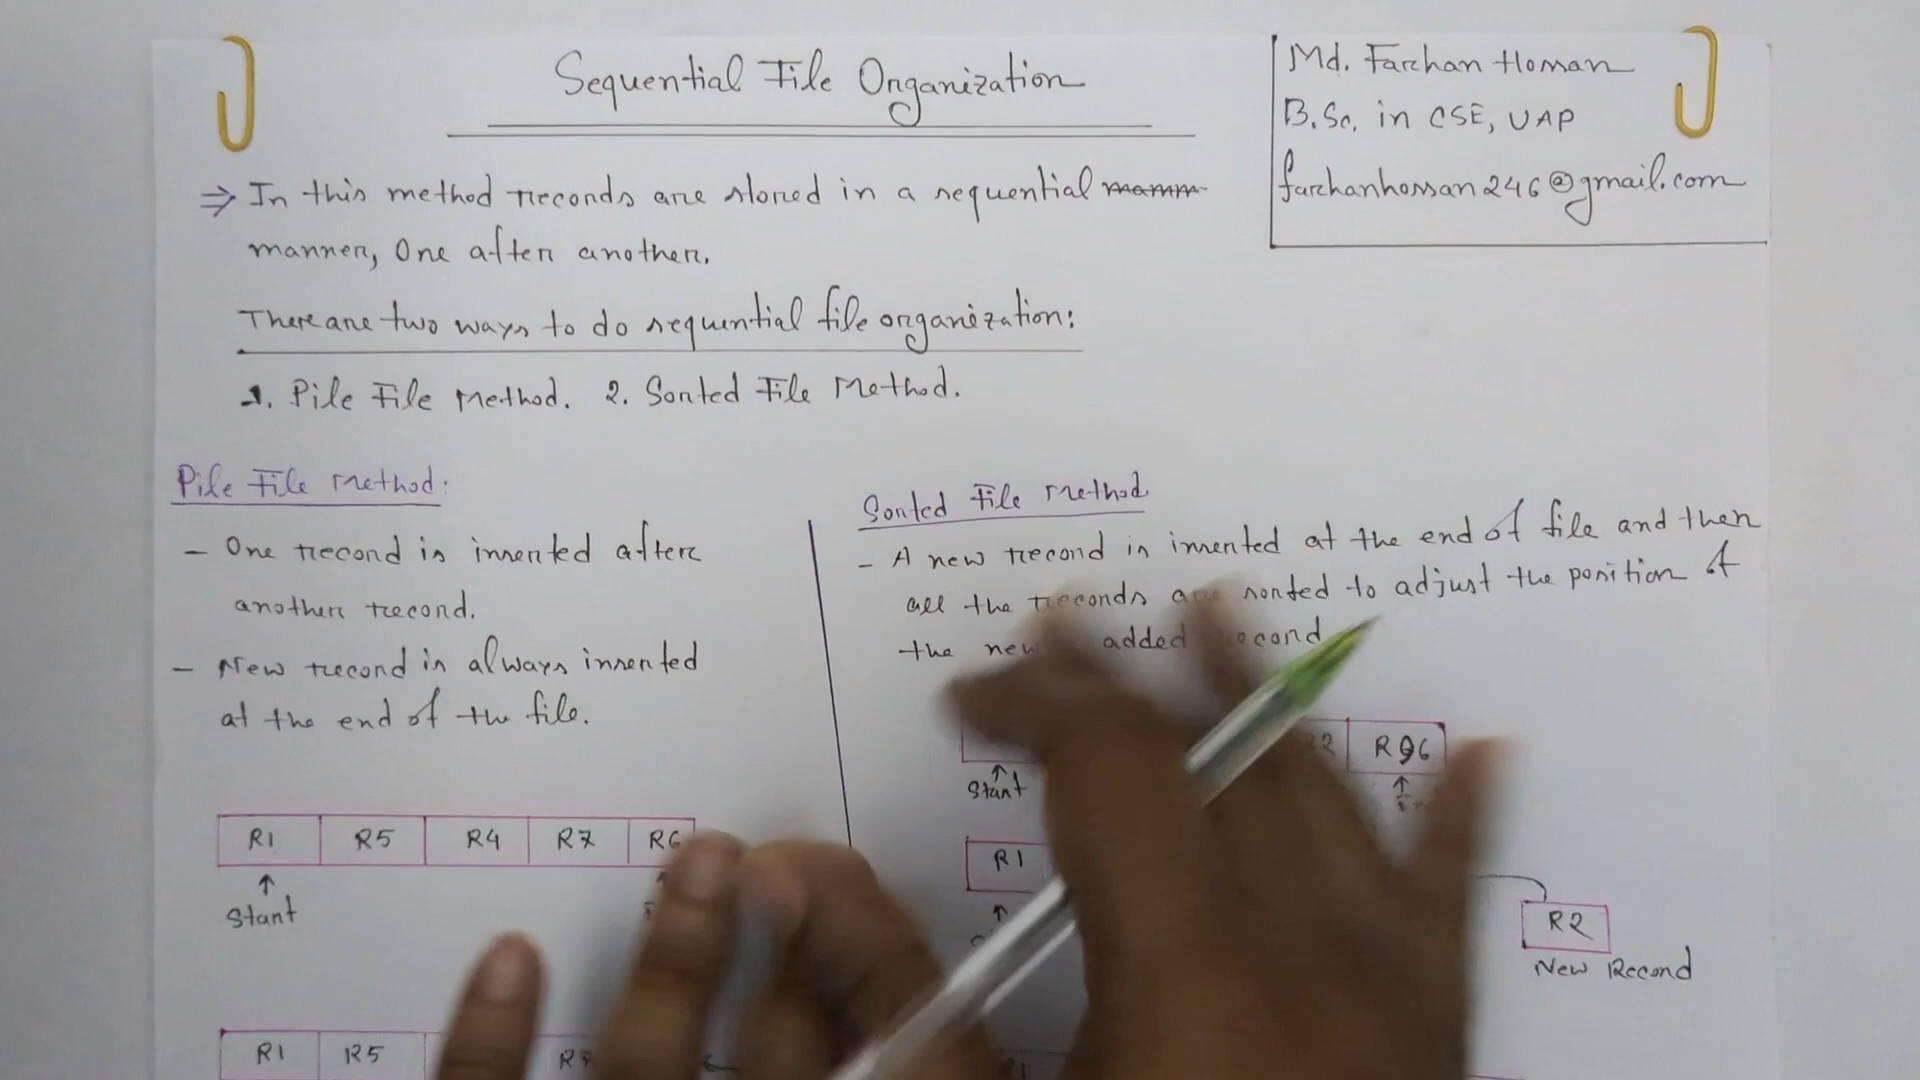 Sequential File Organization
Md. Farhan Hossan
B.Sc. in CSE, UAP
farhanhossan246@gmail.com
⇒ In this method records are stored in a sequential
manner, One after another.
There are two ways to do sequential file organization:
1. Pile File Method. 2. Sorted File Method.
Pile File Method:
- One record is inserted after
another record.
- New record is always inserted
at the end of the file.
R1 R5 R4 R7 R6
Start
R1 R5
Sorted File Method
- A new record is inserted at the end of file and then
all the records are sorted to adjust the position of
the new added record
R96
Start
R1
R2
New Record